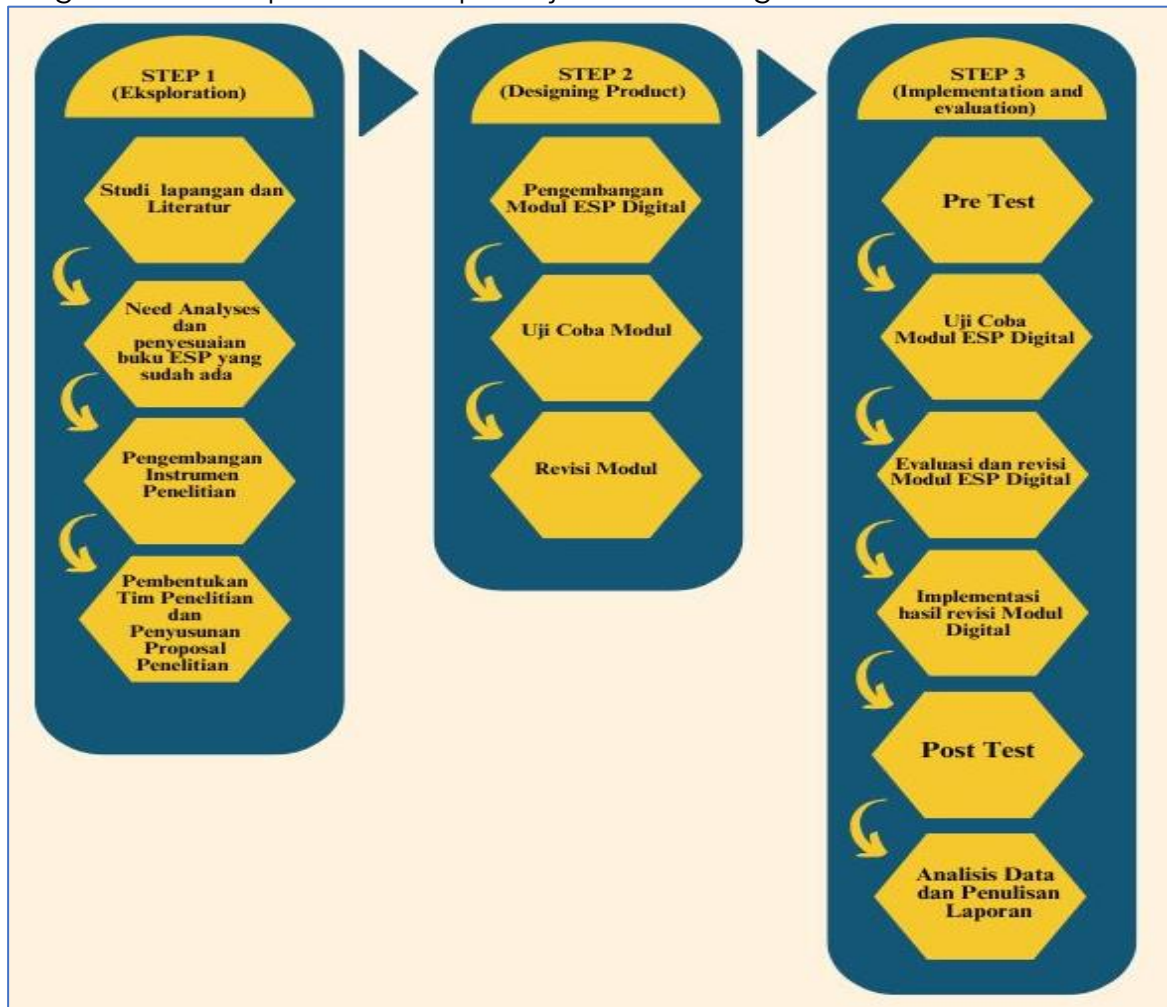 STEP 1
(Eksploration)
Studi lapangan dan
Literatur
Need Analyses
dan
penyesuaian
buku ESP yang
sudah ada
Pengembangan
Instrumen
Penelitian
Pembentukan
Tim Penelitian
dan
Penyusunan
Proposal
Penelitian
STEP 2
(Designing Product)
Pengembangan
Modul ESP Digital
Uji Coba Modul
Revisi Modul
STEP 3
(Implementation and
evaluation)
Pre Test
Uji Coba
Modul ESP Digital
Evaluasi dan revisi
Modul ESP Digital
Implementasi
hasil revisi Modul
Digital
Post Test
Analisis Data
dan Penulisan
Laporan